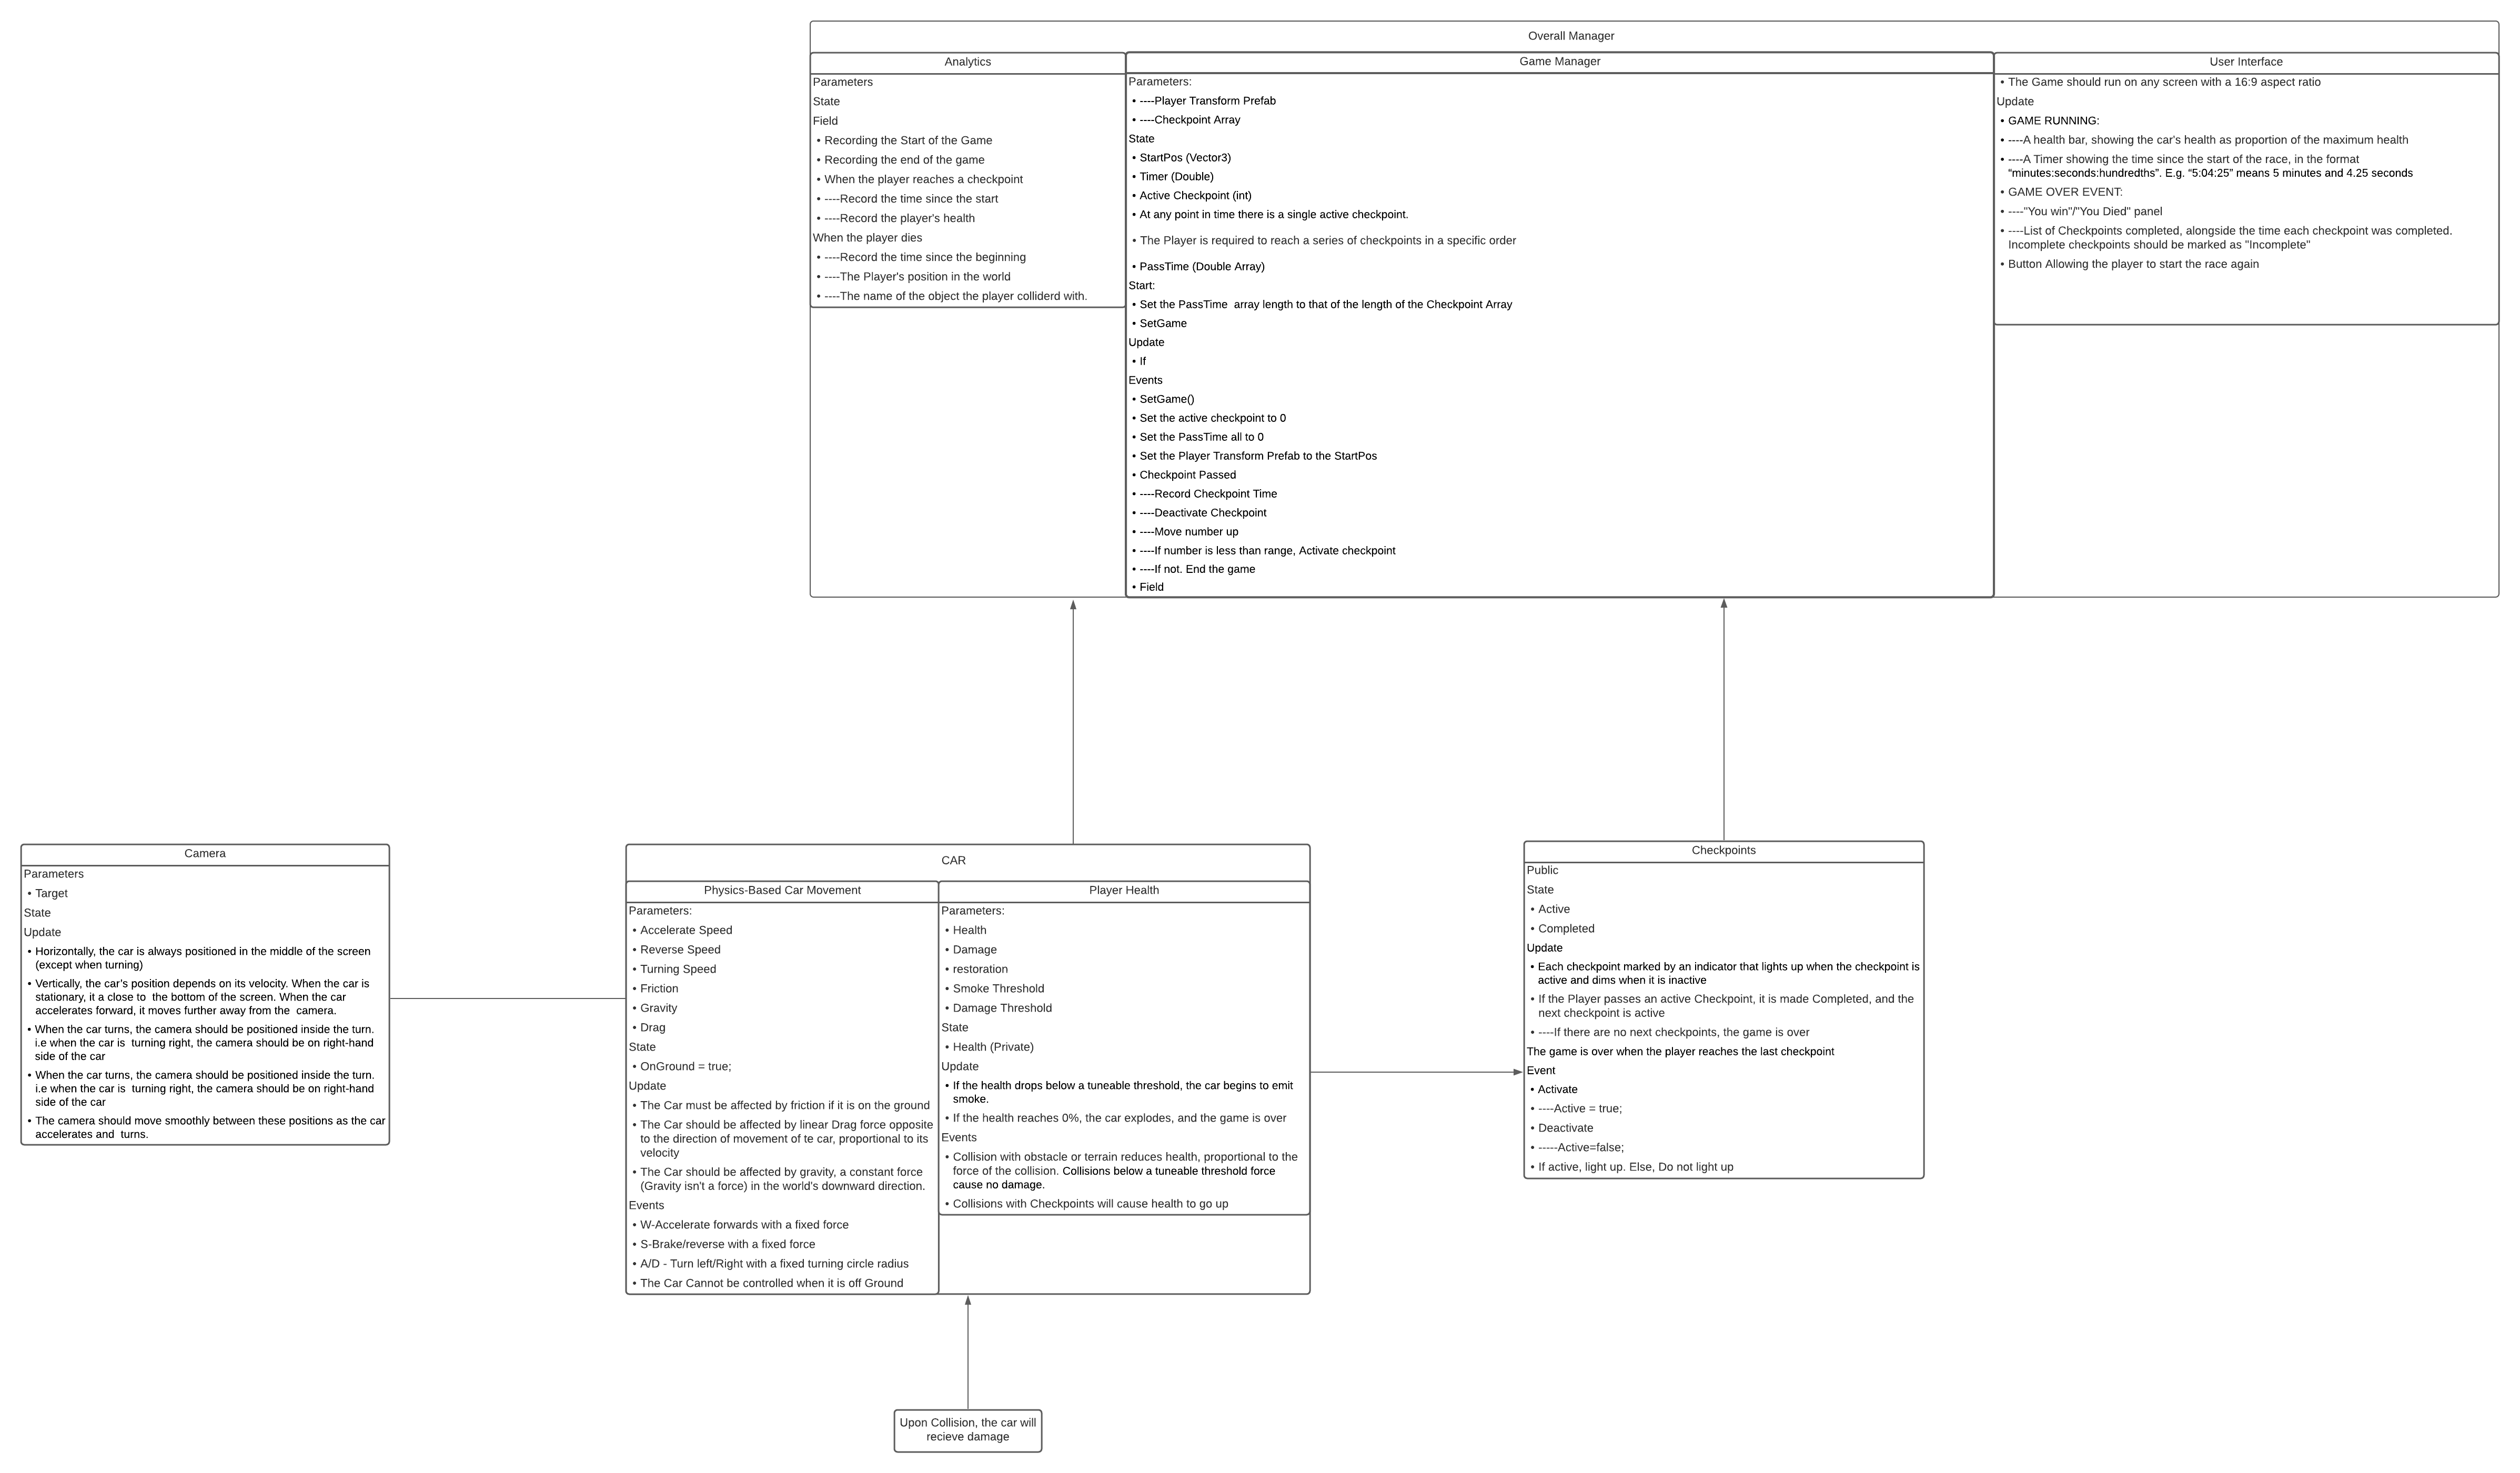 Overall Manager
Analytics
Parameters
State
Field
• Recording the Start of the Game
• Recording the end of the game
• When the player reaches a checkpoint
• ----Record the time since the start
• ----Record the player's health
When the player dies
• ----Record the time since the beginning
• ----The Player's position in the world
• ----The name of the object the player colliderd with.
Game Manager
Parameters:
• ----Player Transform Prefab
• ----Checkpoint Array
State
• StartPos (Vector3)
• Timer (Double)
• Active Checkpoint (int)
• At any point in time there is a single active checkpoint.
• The Player is required to reach a series of checkpoints in a specific order
• PassTime (Double Array)
Start:
• Set the PassTime  array length to that of the length of the Checkpoint Array
• SetGame
Update
• If
Events
• SetGame()
• Set the active checkpoint to 0
• Set the PassTime all to 0
• Set the Player Transform Prefab to the StartPos
• Checkpoint Passed
• ----Record Checkpoint Time
• ----Deactivate Checkpoint
• ----Move number up
• ----If number is less than range, Activate checkpoint
• ----If not. End the game
• Field
User Interface
• The Game should run on any screen with a 16:9 aspect ratio
Update
• GAME RUNNING:
• ----A health bar, showing the car's health as proportion of the maximum health
• ----A Timer showing the time since the start of the race, in the format
“minutes:seconds:hundredths”. E.g. “5:04:25” means 5 minutes and 4.25 seconds
• GAME OVER EVENT:
• ----"You win"/"You Died" panel
• ----List of Checkpoints completed, alongside the time each checkpoint was completed.
Incomplete checkpoints should be marked as "Incomplete"
• Button Allowing the player to start the race again
Camera
Parameters
• Target
State
Update
• Horizontally, the car is always positioned in the middle of the screen
(except when turning)
• Vertically, the car’s position depends on its velocity. When the car is
stationary, it a close to  the bottom of the screen. When the car
accelerates forward, it moves further away from the  camera.
• When the car turns, the camera should be positioned inside the turn.
i.e when the car is  turning right, the camera should be on right-hand
side of the car
• When the car turns, the camera should be positioned inside the turn.
i.e when the car is  turning right, the camera should be on right-hand
side of the car
• The camera should move smoothly between these positions as the car
accelerates and  turns.
CAR
Physics-Based Car Movement
Parameters:
• Accelerate Speed
• Reverse Speed
• Turning Speed
• Friction
• Gravity
• Drag
State
• OnGround = true;
Update
• The Car must be affected by friction if it is on the ground
• The Car should be affected by linear Drag force opposite
to the direction of movement of te car, proportional to its
velocity
• The Car should be affected by gravity, a constant force
(Gravity isn't a force) in the world's downward direction.
Events
• W-Accelerate forwards with a fixed force
• S-Brake/reverse with a fixed force
• A/D - Turn left/Right with a fixed turning circle radius
• The Car Cannot be controlled when it is off Ground
Player Health
Parameters:
• Health
• Damage
• restoration
• Smoke Threshold
• Damage Threshold
State
• Health (Private)
Update
• If the health drops below a tuneable threshold, the car begins to emit
smoke.
• If the health reaches 0%, the car explodes, and the game is over
Events
• Collision with obstacle or terrain reduces health, proportional to the
force of the collision. Collisions below a tuneable threshold force
cause no damage.
• Collisions with Checkpoints will cause health to go up
Checkpoints
Public
State
• Active
• Completed
Update
• Each checkpoint marked by an indicator that lights up when the checkpoint is
active and dims when it is inactive
• If the Player passes an active Checkpoint, it is made Completed, and the
next checkpoint is active
• ----If there are no next checkpoints, the game is over
The game is over when the player reaches the last checkpoint
Event
• Activate
• ----Active = true;
• Deactivate
• -----Active=false;
• If active, light up. Else, Do not light up
Upon Collision, the car will
recieve damage